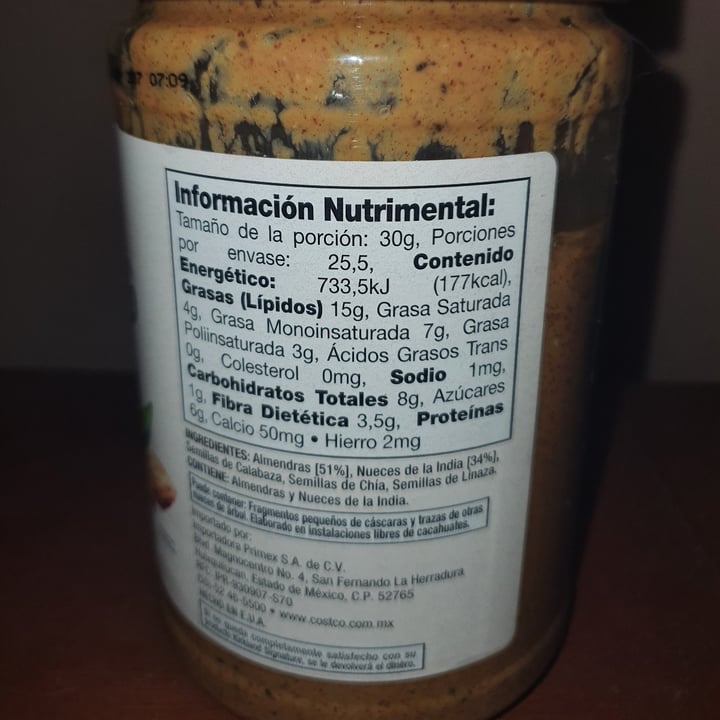 07:09
Información Nutrimental:
Tamaño de la porción: 30g, Porciones
por envase: 25,5, Contenido
Energético: 733,5kJ (177kcal),
Grasas (Lípidos) 15g, Grasa Saturada
4g, Grasa Monoinsaturada 7g, Grasa
Poliinsaturada 3g, Ácidos Grasos Trans
0g, Colesterol 0mg, Sodio 1mg,
Carbohidratos Totales 8g, Azúcares
1g, Fibra Dietética 3,5g, Proteínas
6g, Calcio 50mg • Hierro 2mg
INGREDIENTES: Almendras [51%], Nueces de la India [34%],
Semillas de Calabaza, Semillas de Chía, Semillas de Linaza.
CONTIENE: Almendras y Nueces de la India.
Puede contener: Fragmentos pequeños de cáscaras y trazas de otras
nueces de árbol. Elaborado en instalaciones libres de cacahuates.
Importado por:
Importadora Primex S.A. de C.V.
Blvd. Magnocentro No. 4, San Fernando La Herradura
Huixquilucan, Estado de México, C.P. 52765
RFC: IPR-930907-S70
55-52 46-5500 • www.costco.com.mx
HECHO EN E.U.A.
Si no queda completamente satisfecho con su
producto Kirkland Signature, se le devolverá el dinero.